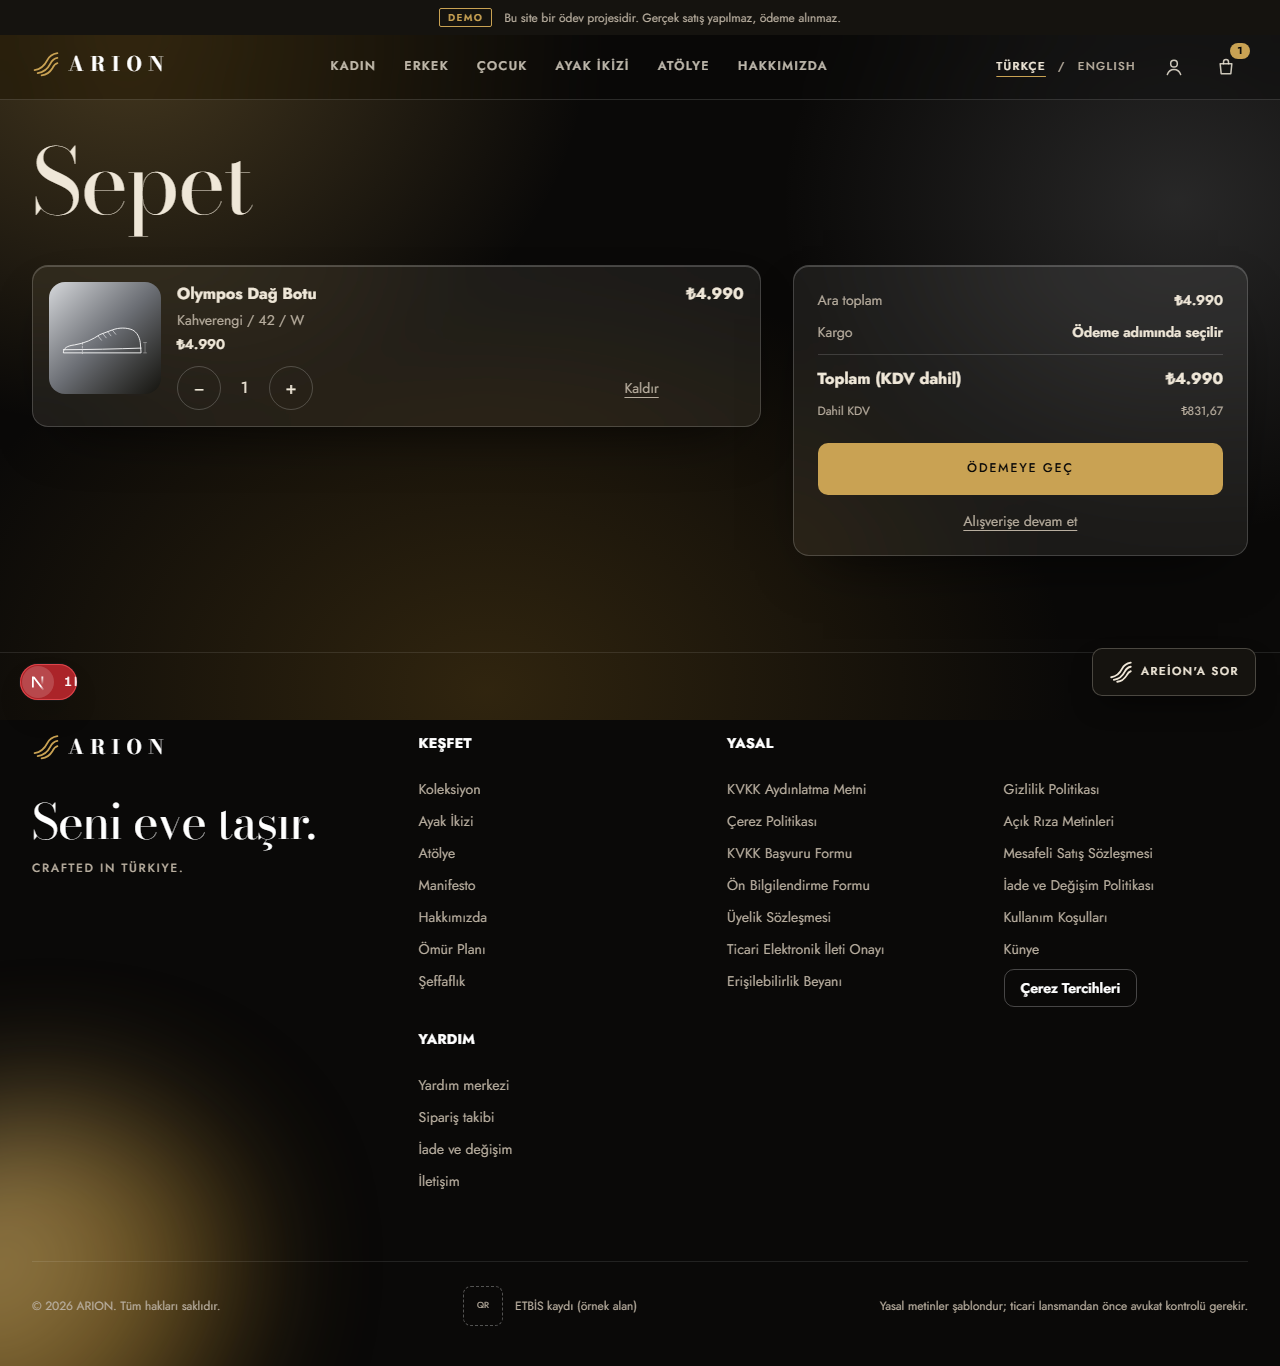 DEMO Bu site bir ödev projesidir. Gerçek satış yapılmaz, ödeme alınmaz.
ARION KADIN ERKEK ÇOCUK AYAK İKİZİ ATÖLYE HAKKIMIZDA TÜRKÇE / ENGLISH 1
Sepet
Olympos Dağ Botu ₺4.990
Kahverengi / 42 / W
₺4.990
− 1 + Kaldır
Ara toplam ₺4.990
Kargo Ödeme adımında seçilir
Toplam (KDV dahil) ₺4.990
Dahil KDV ₺831,67
ÖDEMEYE GEÇ
Alışverişe devam et
N 1
AREİON'A SOR
ARION
Seni eve taşır.
CRAFTED IN TÜRKIYE.
KEŞFET
Koleksiyon
Ayak İkizi
Atölye
Manifesto
Hakkımızda
Ömür Planı
Şeffaflık
YARDIM
Yardım merkezi
Sipariş takibi
İade ve değişim
İletişim
YASAL
KVKK Aydınlatma Metni
Çerez Politikası
KVKK Başvuru Formu
Ön Bilgilendirme Formu
Üyelik Sözleşmesi
Ticari Elektronik İleti Onayı
Erişilebilirlik Beyanı
Gizlilik Politikası
Açık Rıza Metinleri
Mesafeli Satış Sözleşmesi
İade ve Değişim Politikası
Kullanım Koşulları
Künye
Çerez Tercihleri
© 2026 ARION. Tüm hakları saklıdır.
QR ETBİS kaydı (örnek alan)
Yasal metinler şablondur; ticari lansmandan önce avukat kontrolü gerekir.